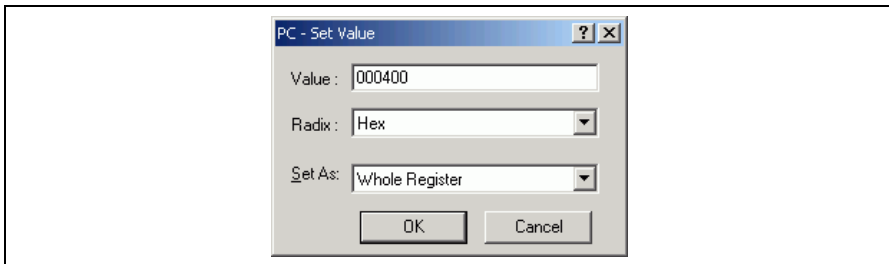 PC - Set Value
Value : 000400
Radix : Hex
Set As: Whole Register
OK Cancel